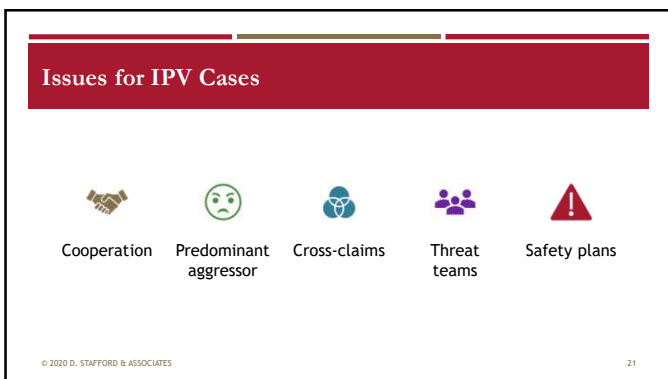 Issues for IPV Cases
Cooperation
Predominant
aggressor
Cross-claims
Threat
teams
Safety plans
© 2020 D. STAFFORD & ASSOCIATES
21